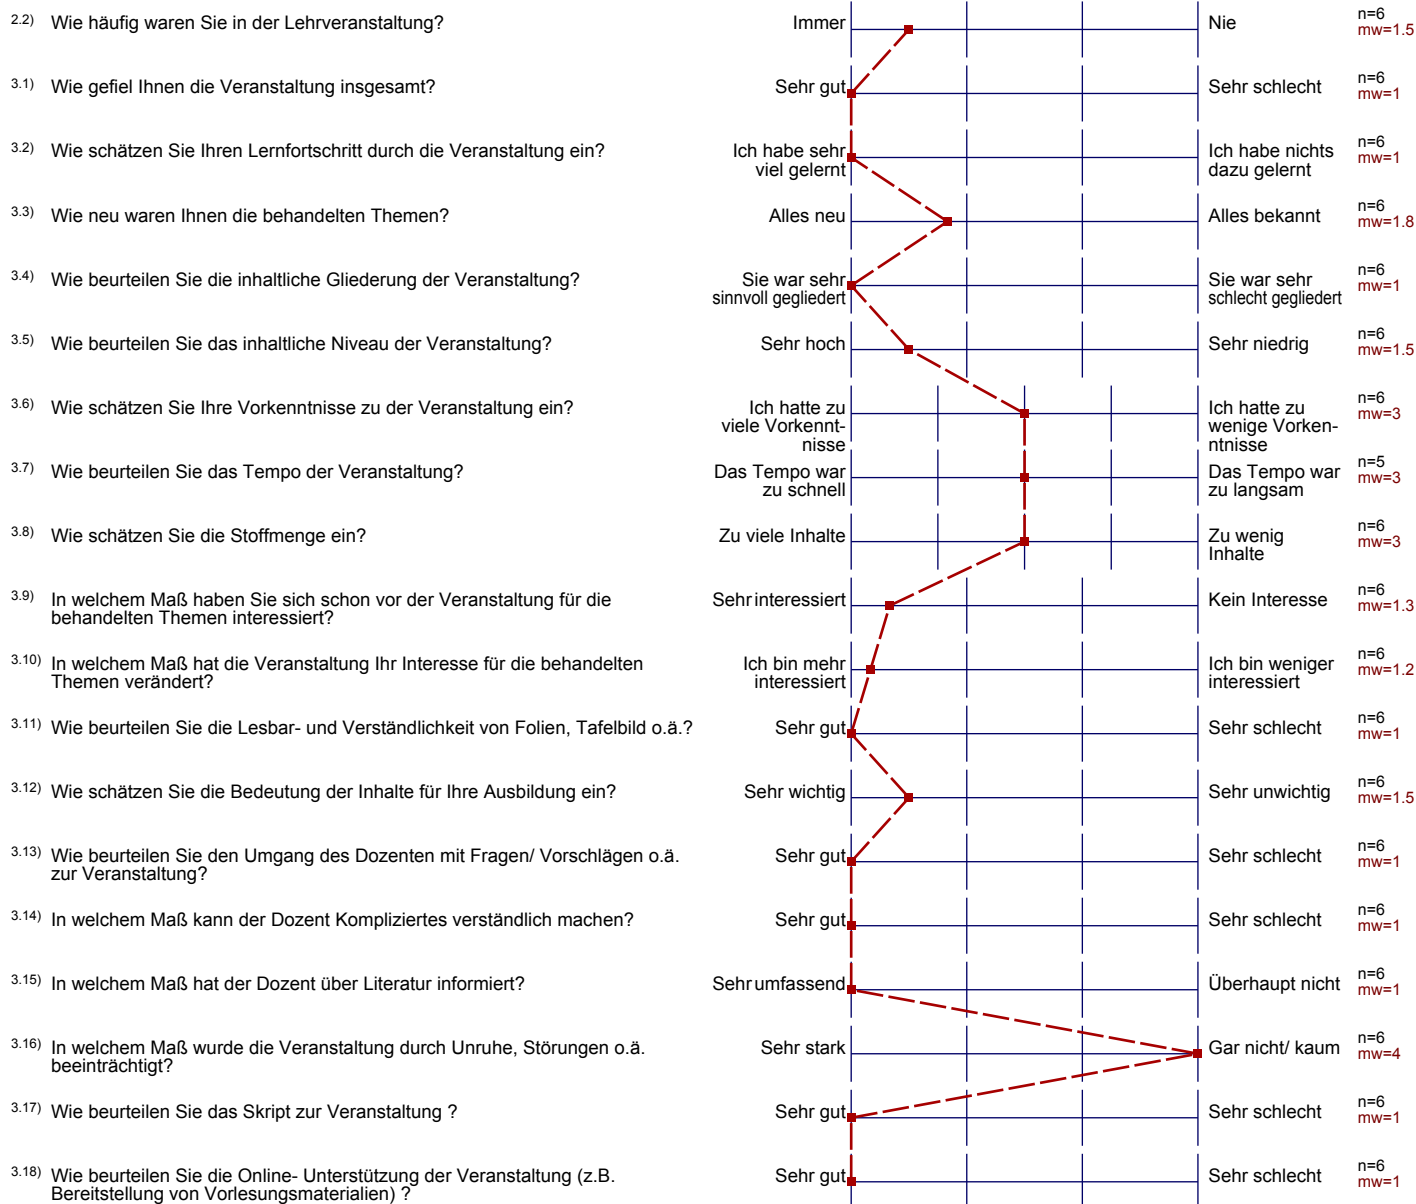 2.2) Wie häufig waren Sie in der Lehrveranstaltung? Immer Nie n=6
mw=1.5
3.1) Wie gefiel Ihnen die Veranstaltung insgesamt? Sehr gut Sehr schlecht n=6
mw=1
3.2) Wie schätzen Sie Ihren Lernfortschritt durch die Veranstaltung ein? Ich habe sehr Ich habe nichts n=6
viel gelernt dazu gelernt mw=1
3.3) Wie neu waren Ihnen die behandelten Themen? Alles neu Alles bekannt n=6
mw=1.8
3.4) Wie beurteilen Sie die inhaltliche Gliederung der Veranstaltung? Sie war sehr Sie war sehr n=6
sinnvoll gegliedert schlecht gegliedert mw=1
3.5) Wie beurteilen Sie das inhaltliche Niveau der Veranstaltung? Sehr hoch Sehr niedrig n=6
mw=1.5
3.6) Wie schätzen Sie Ihre Vorkenntnisse zu der Veranstaltung ein? Ich hatte zu Ich hatte zu n=6
viele Vorkennt- wenige Vorken- mw=3
nisse ntnisse
3.7) Wie beurteilen Sie das Tempo der Veranstaltung? Das Tempo war Das Tempo war n=5
zu schnell zu langsam mw=3
3.8) Wie schätzen Sie die Stoffmenge ein? Zu viele Inhalte Zu wenig n=6
Inhalte mw=3
3.9) In welchem Maß haben Sie sich schon vor der Veranstaltung für die Sehr interessiert Kein Interesse n=6
behandelten Themen interessiert? mw=1.3
3.10) In welchem Maß hat die Veranstaltung Ihr Interesse für die behandelten Ich bin mehr Ich bin weniger n=6
Themen verändert? interessiert interessiert mw=1.2
3.11) Wie beurteilen Sie die Lesbar- und Verständlichkeit von Folien, Tafelbild o.ä.? Sehr gut Sehr schlecht n=6
mw=1
3.12) Wie schätzen Sie die Bedeutung der Inhalte für Ihre Ausbildung ein? Sehr wichtig Sehr unwichtig n=6
mw=1.5
3.13) Wie beurteilen Sie den Umgang des Dozenten mit Fragen/ Vorschlägen o.ä. Sehr gut Sehr schlecht n=6
zur Veranstaltung? mw=1
3.14) In welchem Maß kann der Dozent Kompliziertes verständlich machen? Sehr gut Sehr schlecht n=6
mw=1
3.15) In welchem Maß hat der Dozent über Literatur informiert? Sehr umfassend Überhaupt nicht n=6
mw=1
3.16) In welchem Maß wurde die Veranstaltung durch Unruhe, Störungen o.ä. Sehr stark Gar nicht/ kaum n=6
beeinträchtigt? mw=4
3.17) Wie beurteilen Sie das Skript zur Veranstaltung ? Sehr gut Sehr schlecht n=6
mw=1
3.18) Wie beurteilen Sie die Online- Unterstützung der Veranstaltung (z.B. Sehr gut Sehr schlecht n=6
Bereitstellung von Vorlesungsmaterialien) ? mw=1